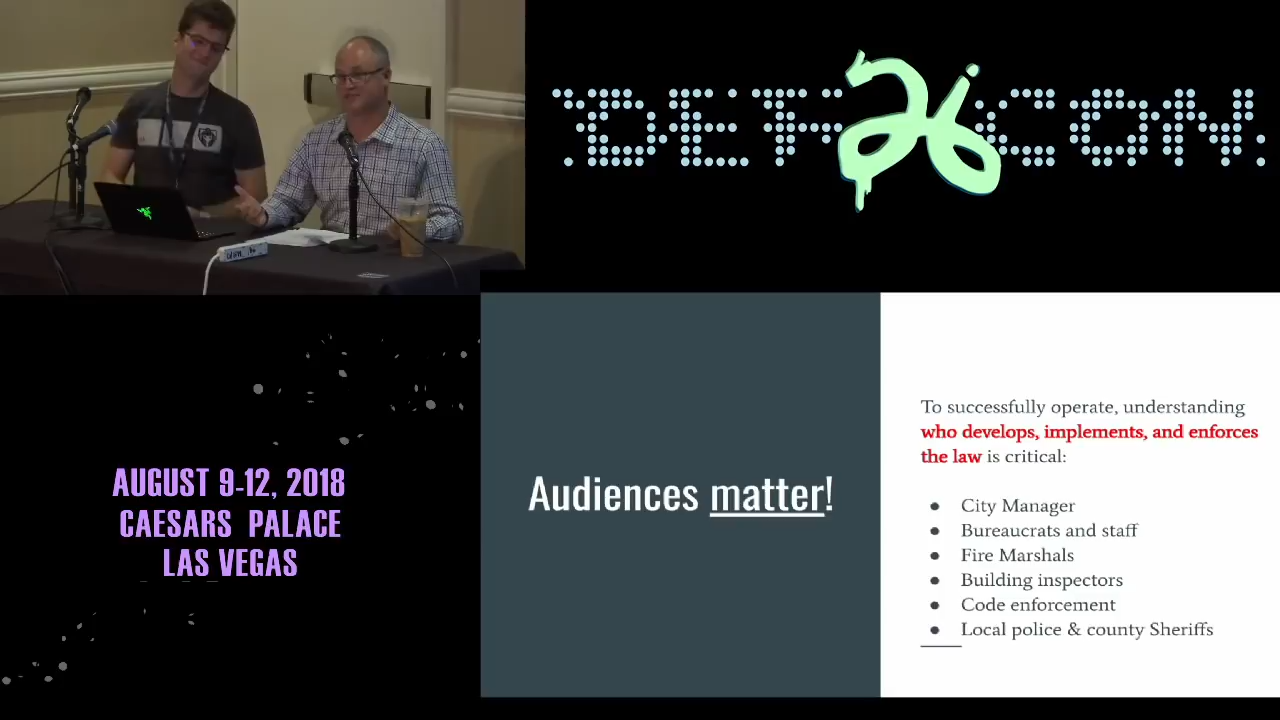 DEF CON
26
AUGUST 9-12, 2018
CAESARS PALACE
LAS VEGAS
Audiences matter!
To successfully operate, understanding
who develops, implements, and enforces
the law is critical:
● City Manager
● Bureaucrats and staff
● Fire Marshals
● Building inspectors
● Code enforcement
● Local police & county Sheriffs